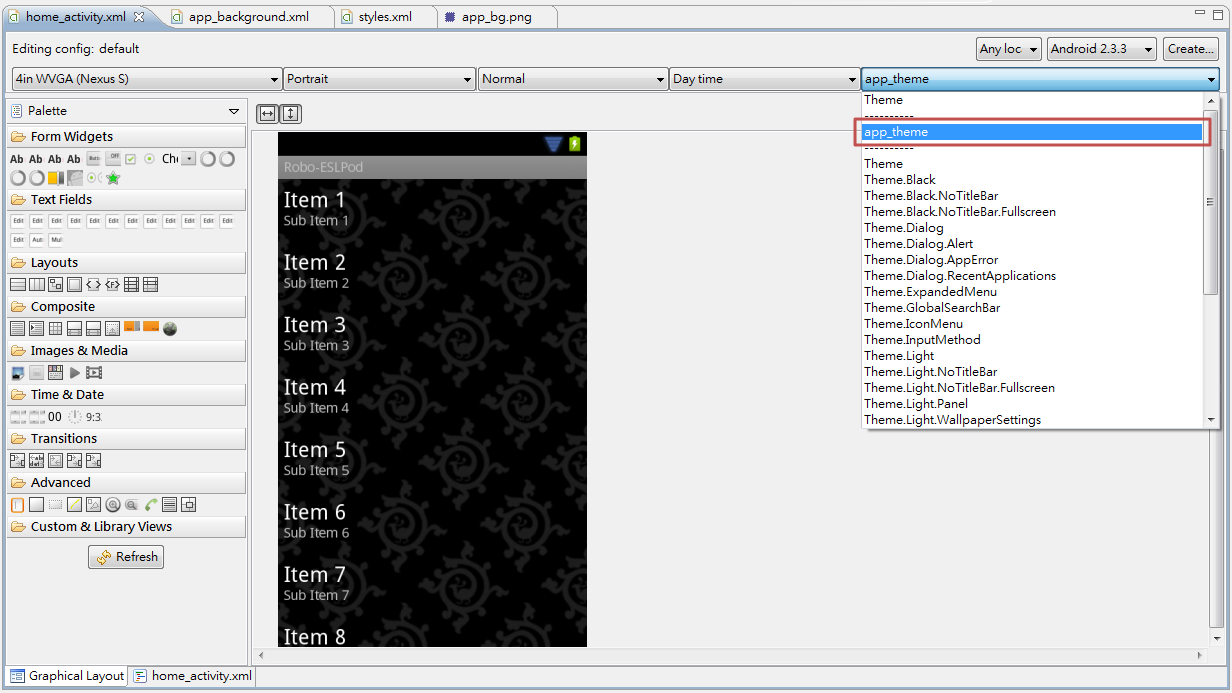 home_activity.xml app_background.xml styles.xml app_bg.png
Editing config: default Any loc Android 2.3.3 Create...
4in WVGA (Nexus S) Portrait Normal Day time app_theme
Palette
Form Widgets
Ab Ab Ab Ab Off Che
Text Fields
Edit Edit Edit Edit Edit Edit Edit Edit Edit Edit Edit Edit
Edit Aut Mul
Layouts
Composite
Images & Media
Time & Date
00 9:3
Transitions
Advanced
Custom & Library Views
Refresh
Robo-ESLPod
Item 1
Sub Item 1
Item 2
Sub Item 2
Item 3
Sub Item 3
Item 4
Sub Item 4
Item 5
Sub Item 5
Item 6
Sub Item 6
Item 7
Sub Item 7
Item 8
Theme
----------
app_theme
----------
Theme
Theme.Black
Theme.Black.NoTitleBar
Theme.Black.NoTitleBar.Fullscreen
Theme.Dialog
Theme.Dialog.Alert
Theme.Dialog.AppError
Theme.Dialog.RecentApplications
Theme.ExpandedMenu
Theme.GlobalSearchBar
Theme.IconMenu
Theme.InputMethod
Theme.Light
Theme.Light.NoTitleBar
Theme.Light.NoTitleBar.Fullscreen
Theme.Light.Panel
Theme.Light.WallpaperSettings
Graphical Layout home_activity.xml